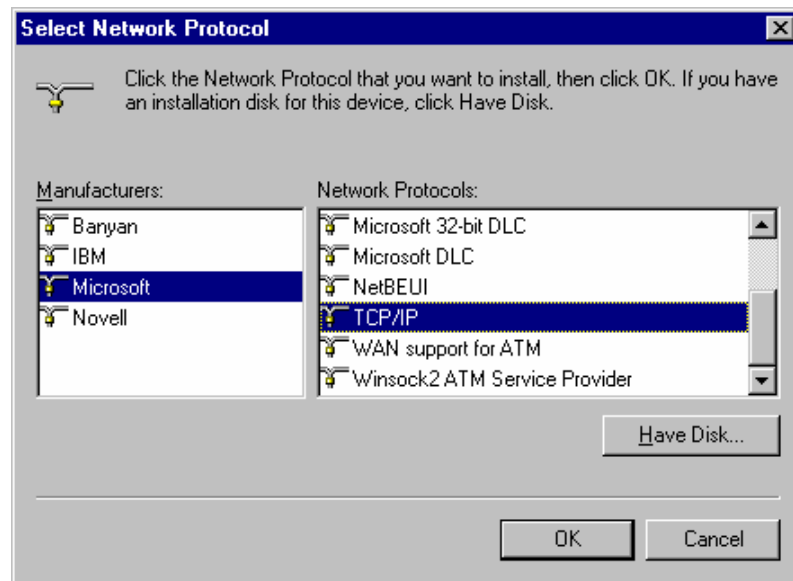 Select Network Protocol
Click the Network Protocol that you want to install, then click OK. If you have
an installation disk for this device, click Have Disk.
Manufacturers:
Banyan
IBM
Microsoft
Novell
Network Protocols:
Microsoft 32-bit DLC
Microsoft DLC
NetBEUI
TCP/IP
WAN support for ATM
Winsock2 ATM Service Provider
Have Disk...
OK
Cancel